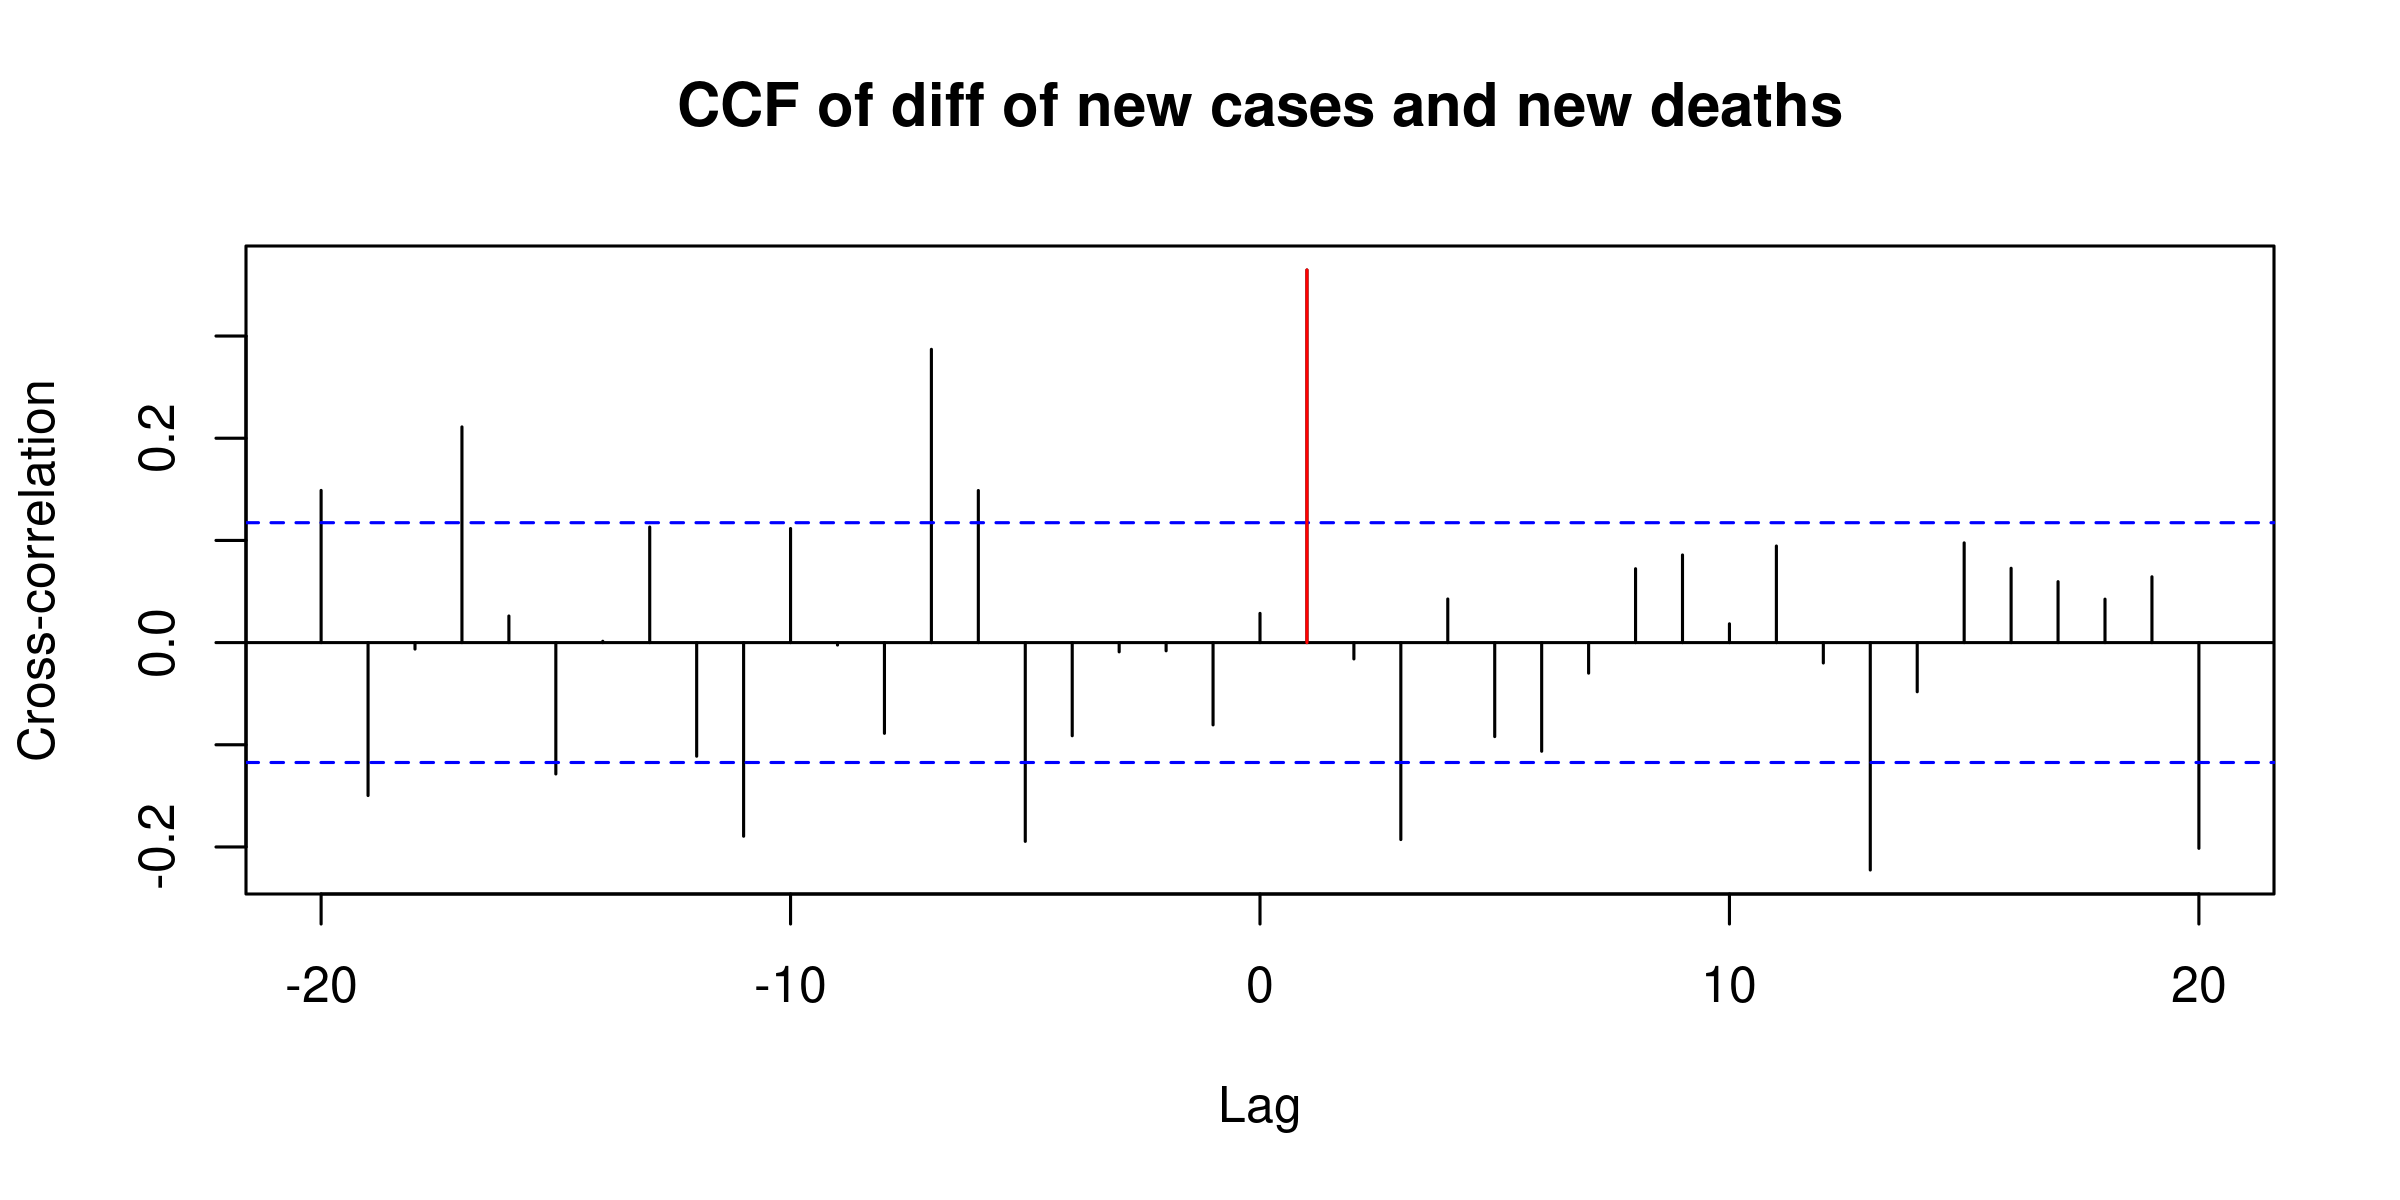 CCF of diff of new cases and new deaths
Cross-correlation
0.2
0.0
-0.2
-20 -10 0 10 20
Lag